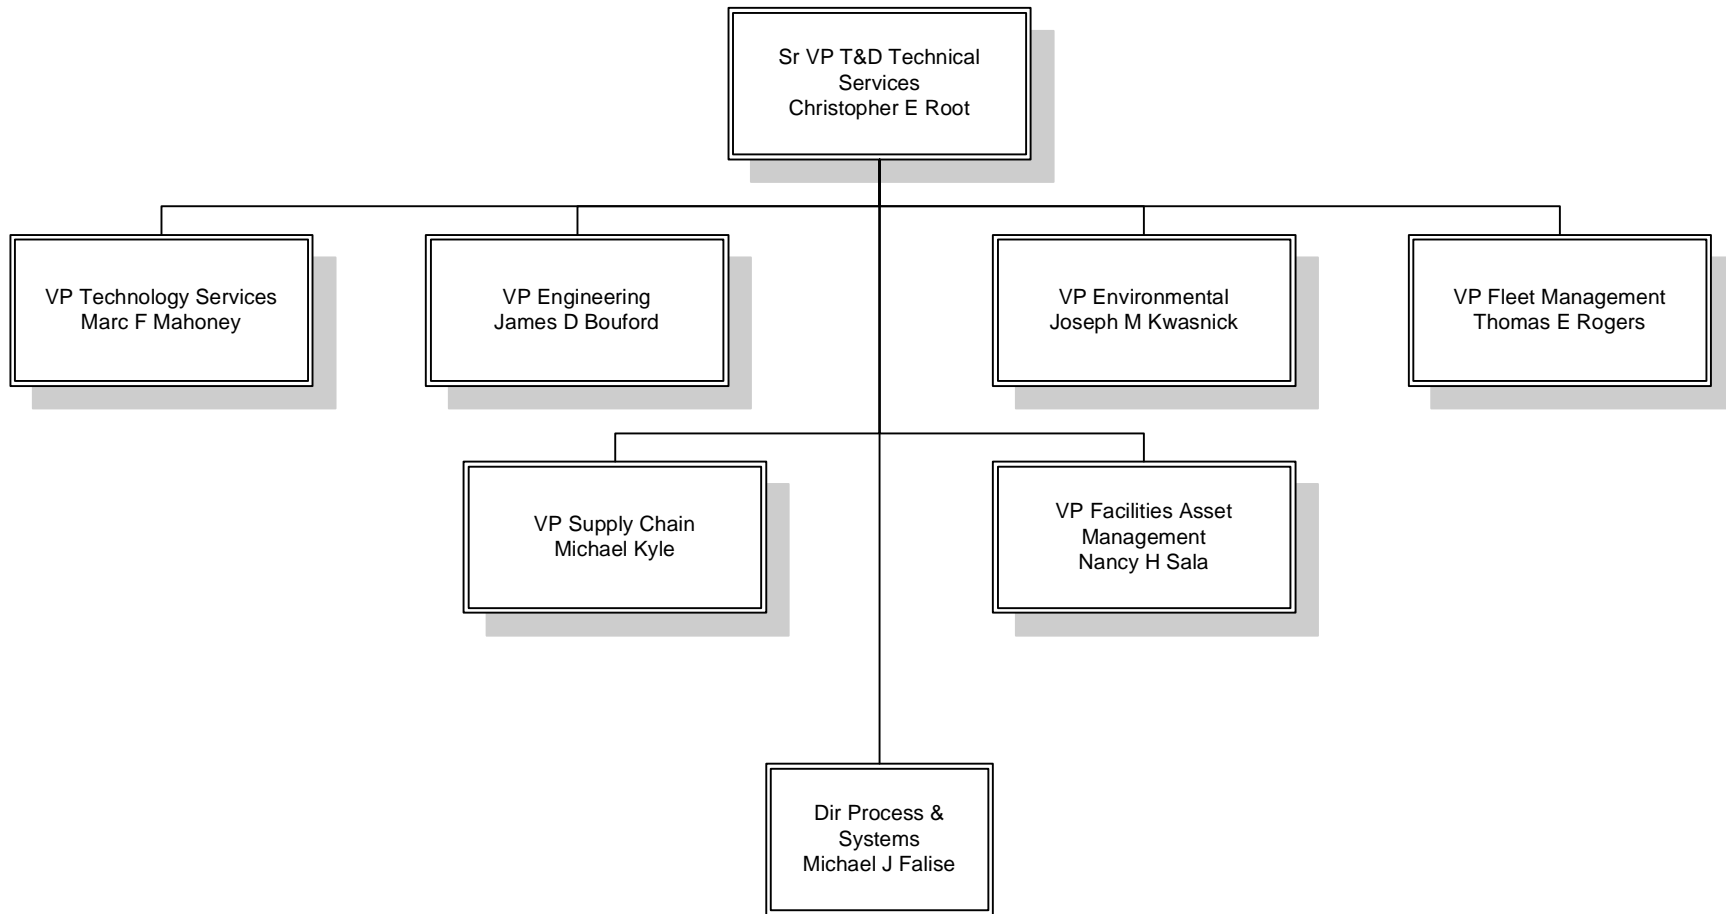 Sr VP T&D Technical
Services
Christopher E Root
VP Technology Services
Marc F Mahoney
VP Engineering
James D Bouford
VP Environmental
Joseph M Kwasnick
VP Fleet Management
Thomas E Rogers
VP Supply Chain
Michael Kyle
VP Facilities Asset
Management
Nancy H Sala
Dir Process &
Systems
Michael J Falise